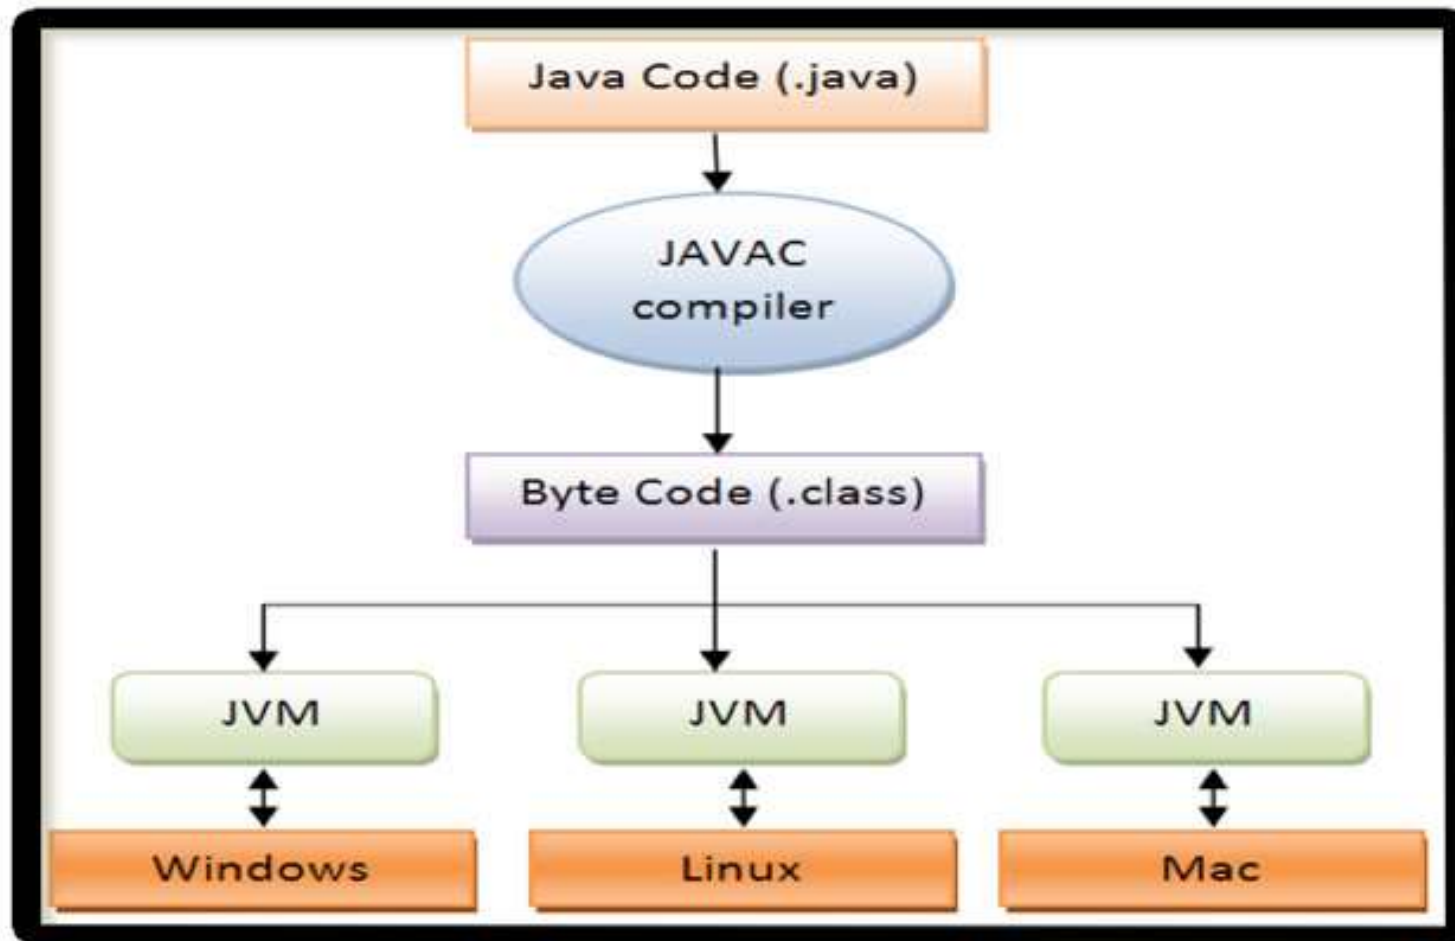 Java Code (.java)
JAVAC
compiler
Byte Code (.class)
JVM
JVM
JVM
Windows
Linux
Mac